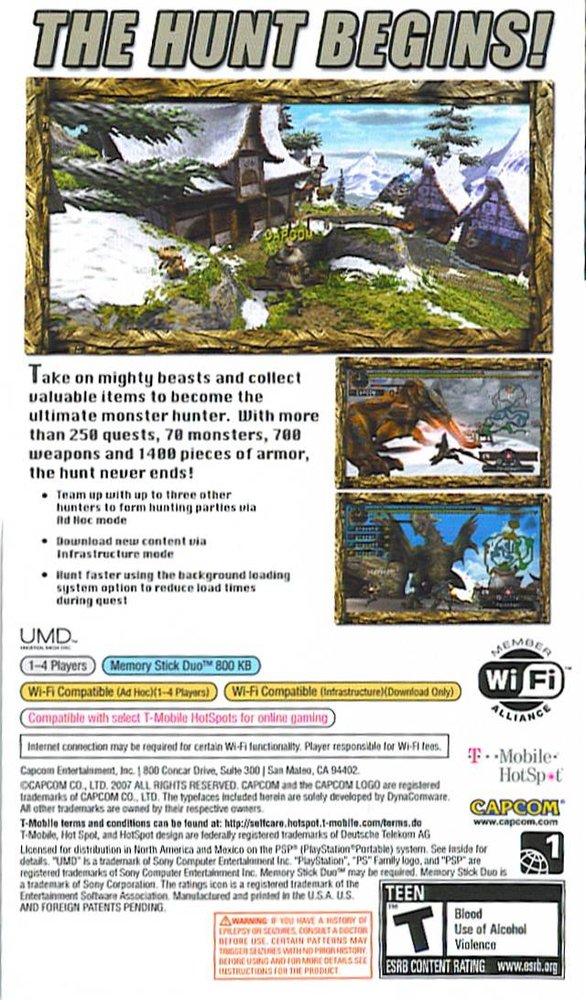 THE HUNT BEGINS!
CAPCOM
Take on mighty beasts and collect
valuable items to become the
ultimate monster hunter. With more
than 250 quests, 70 monsters, 700
weapons and 1400 pieces of armor,
the hunt never ends!
• Team up with up to three other
hunters to form hunting parties via
Ad Hoc mode
• Download new content via
Infrastructure mode
• Hunt faster using the background loading
system option to reduce load times
during quest
UMD™
UNIVERSAL MEDIA DISC
1-4 Players
Memory Stick Duo™ 800 KB
Wi-Fi Compatible (Ad Hoc)(1-4 Players)
Wi-Fi Compatible (Infrastructure)(Download Only)
Compatible with select T-Mobile HotSpots for online gaming
MEMBER
Wi Fi
ALLIANCE
Internet connection may be required for certain Wi-Fi functionality. Player responsible for Wi-Fi fees.
T··Mobile·
HotSpot
Capcom Entertainment, Inc. | 800 Concar Drive, Suite 300 | San Mateo, CA 94402.
©CAPCOM CO., LTD. 2007 ALL RIGHTS RESERVED. CAPCOM and the CAPCOM LOGO are registered
trademarks of CAPCOM CO., LTD. The typefaces included herein are solely developed by DynaComware.
All other trademarks are owned by their respective owners.
CAPCOM®
www.capcom.com
T-Mobile terms and conditions can be found at: http://selfcare.hotspot.t-mobile.com/terms.do
T-Mobile, Hot Spot, and HotSpot design are federally registered trademarks of Deutsche Telekom AG
Licensed for distribution in North America and Mexico on the PSP® (PlayStation®Portable) system. See inside for
details. "UMD" is a trademark of Sony Computer Entertainment Inc. "PlayStation", "PS" Family logo, and "PSP" are
registered trademarks of Sony Computer Entertainment Inc. Memory Stick Duo™ may be required. Memory Stick Duo is
a trademark of Sony Corporation. The ratings icon is a registered trademark of the
Entertainment Software Association. Manufactured and printed in the U.S.A. U.S.
AND FOREIGN PATENTS PENDING.
1
WARNING: IF YOU HAVE A HISTORY OF
EPILEPSY OR SEIZURES, CONSULT A DOCTOR
BEFORE USE. CERTAIN PATTERNS MAY
TRIGGER SEIZURES WITH NO PRIOR HISTORY.
BEFORE USING AND FOR MORE DETAILS SEE
INSTRUCTIONS FOR THE PRODUCT.
TEEN
T
Blood
Use of Alcohol
Violence
ESRB CONTENT RATING www.esrb.org